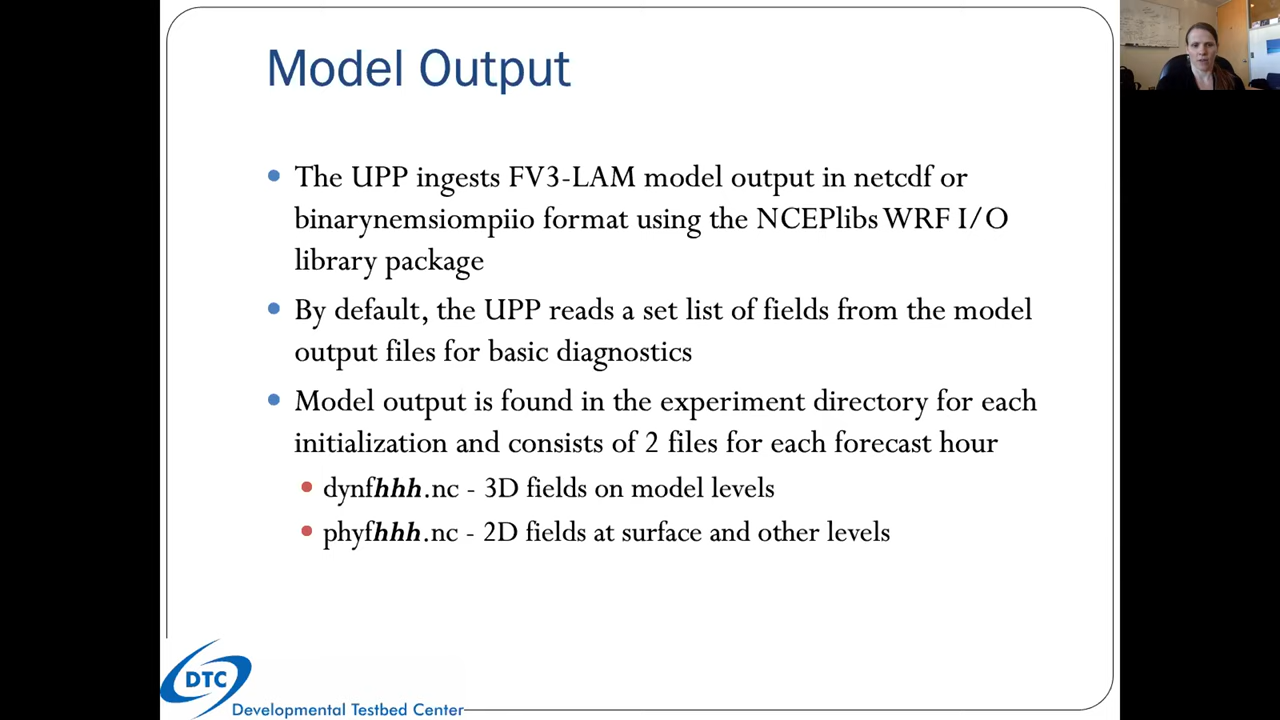 Model Output
The UPP ingests FV3-LAM model output in netcdf or
binarynemsiompiio format using the NCEPlibs WRF I/O
library package
By default, the UPP reads a set list of fields from the model
output files for basic diagnostics
Model output is found in the experiment directory for each
initialization and consists of 2 files for each forecast hour
dynfhhh.nc - 3D fields on model levels
phyfhhh.nc - 2D fields at surface and other levels
DTC
Developmental Testbed Center